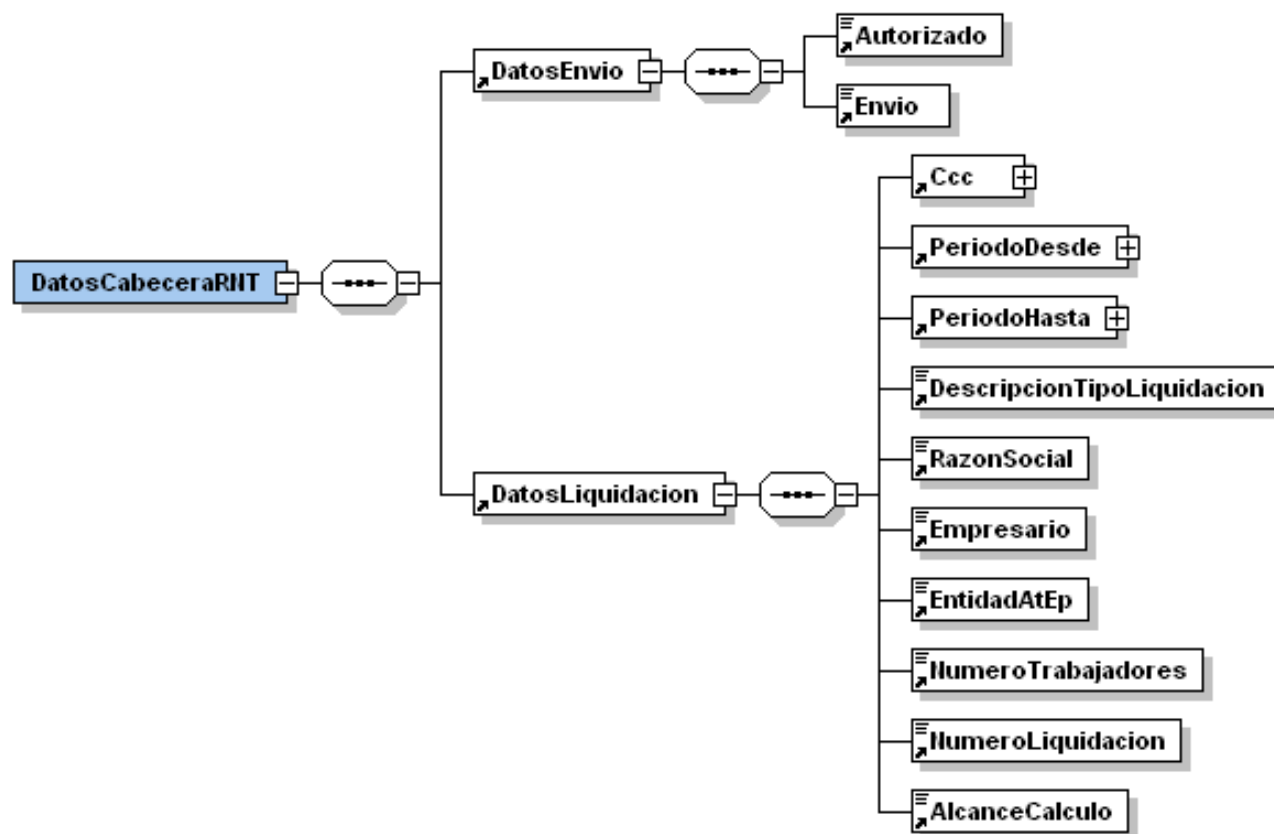 Autorizado
DatosEnvio
Envio
Ccc
PeriodoDesde
DatosCabeceraRNT
PeriodoHasta
DescripcionTipoLiquidacion
RazonSocial
DatosLiquidacion
Empresario
EntidadAtEp
NumeroTrabajadores
NumeroLiquidacion
AlcanceCalculo